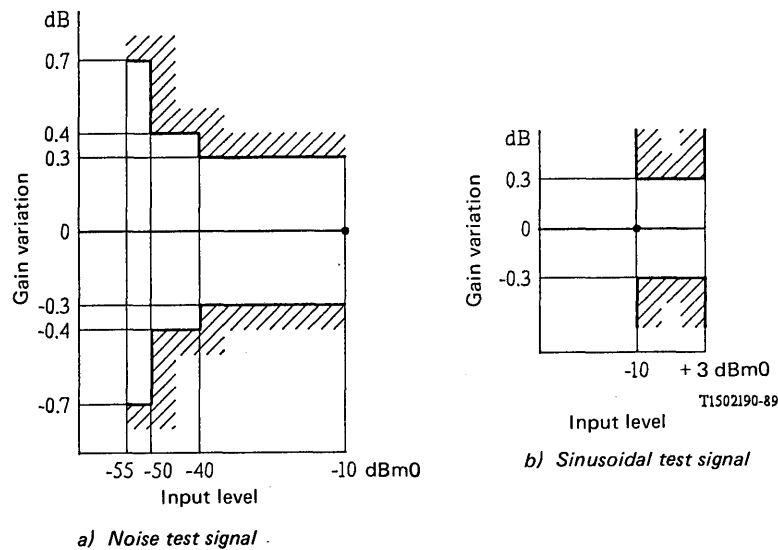 dB
0.7
0.4
0.3
0
-0.3
-0.4
-0.7
Gain variation
-55 -50 -40 -10 dBm0
Input level
a) Noise test signal
dB
0.3
0
-0.3
Gain variation
-10 + 3 dBm0
T1502190-89
Input level
b) Sinusoidal test signal